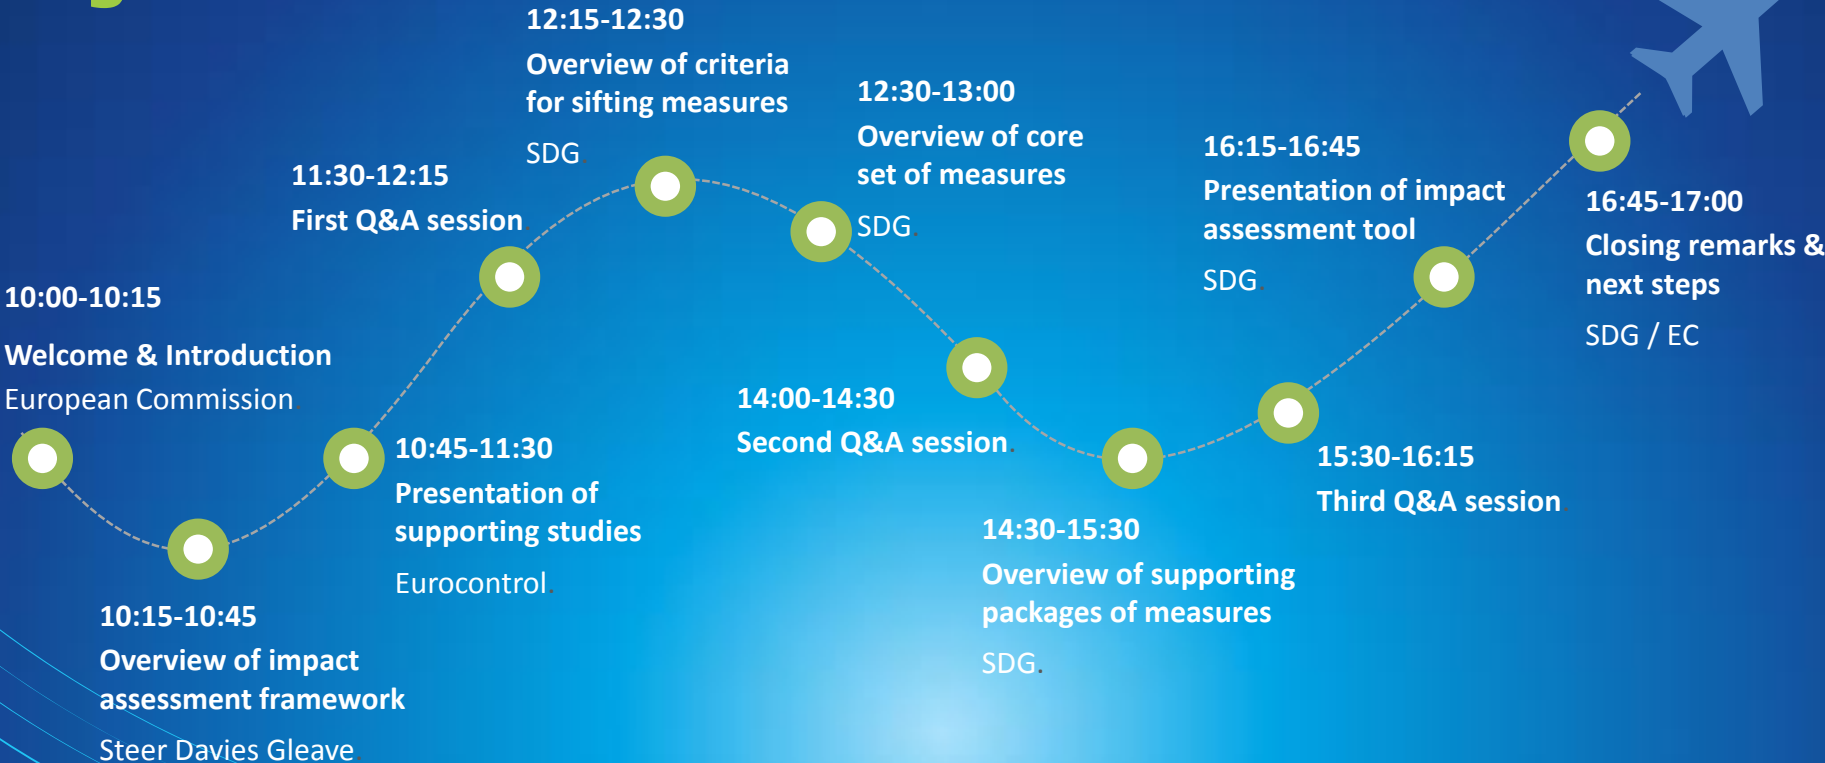 10:00-10:15
Welcome & Introduction
European Commission.
10:15-10:45
Overview of impact
assessment framework
Steer Davies Gleave.
10:45-11:30
Presentation of
supporting studies
Eurocontrol.
11:30-12:15
First Q&A session.
12:15-12:30
Overview of criteria
for sifting measures
SDG
12:30-13:00
Overview of core
set of measures
SDG.
14:00-14:30
Second Q&A session.
14:30-15:30
Overview of supporting
packages of measures
SDG.
15:30-16:15
Third Q&A session.
16:15-16:45
Presentation of impact
assessment tool
SDG.
16:45-17:00
Closing remarks &
next steps
SDG / EC